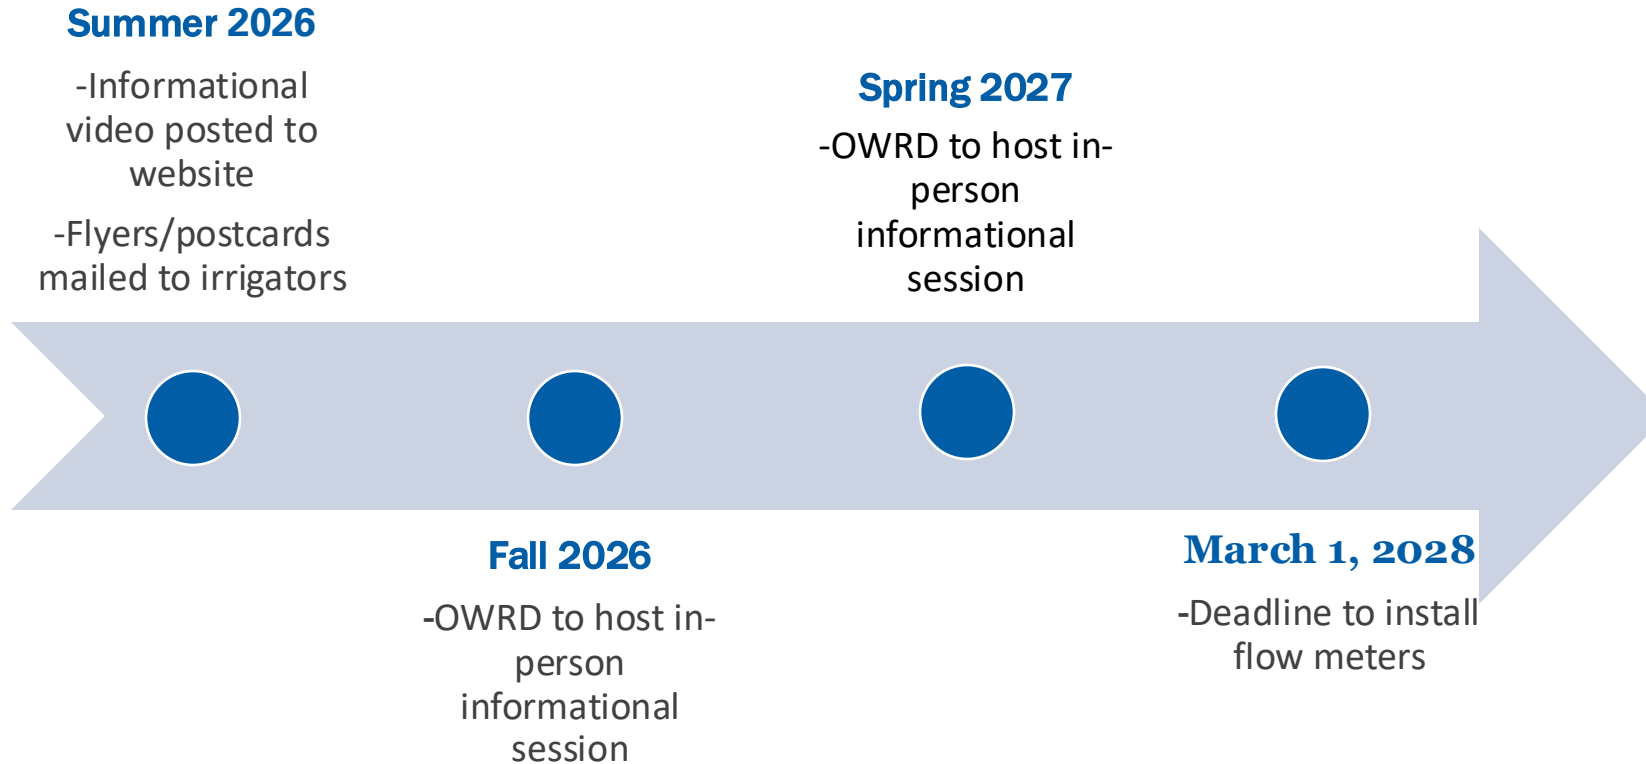 Summer 2026
-Informational
video posted to
website
-Flyers/postcards
mailed to irrigators
Fall 2026
-OWRD to host in-
person
informational
session
Spring 2027
-OWRD to host in-
person
informational
session
March 1, 2028
-Deadline to install
flow meters